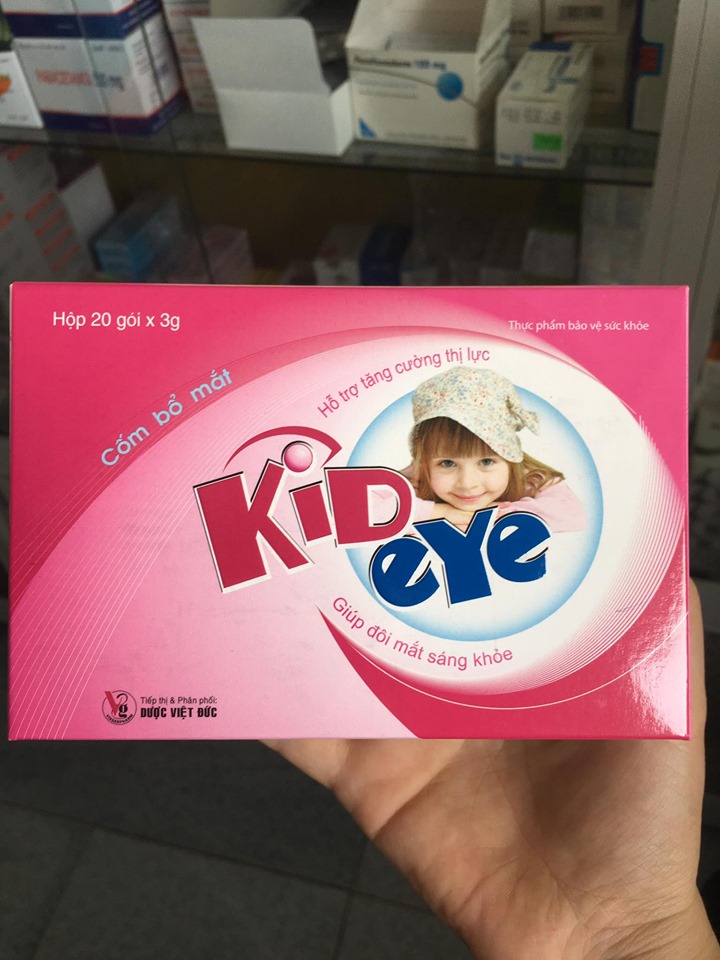 Hộp 20 gói x 3g
Thực phẩm bảo vệ sức khỏe
Cốm bổ mắt
Hỗ trợ tăng cường thị lực
KiD
eYe
Giúp đôi mắt sáng khỏe
Tiếp thị & Phân phối:
DƯỢC VIỆT ĐỨC